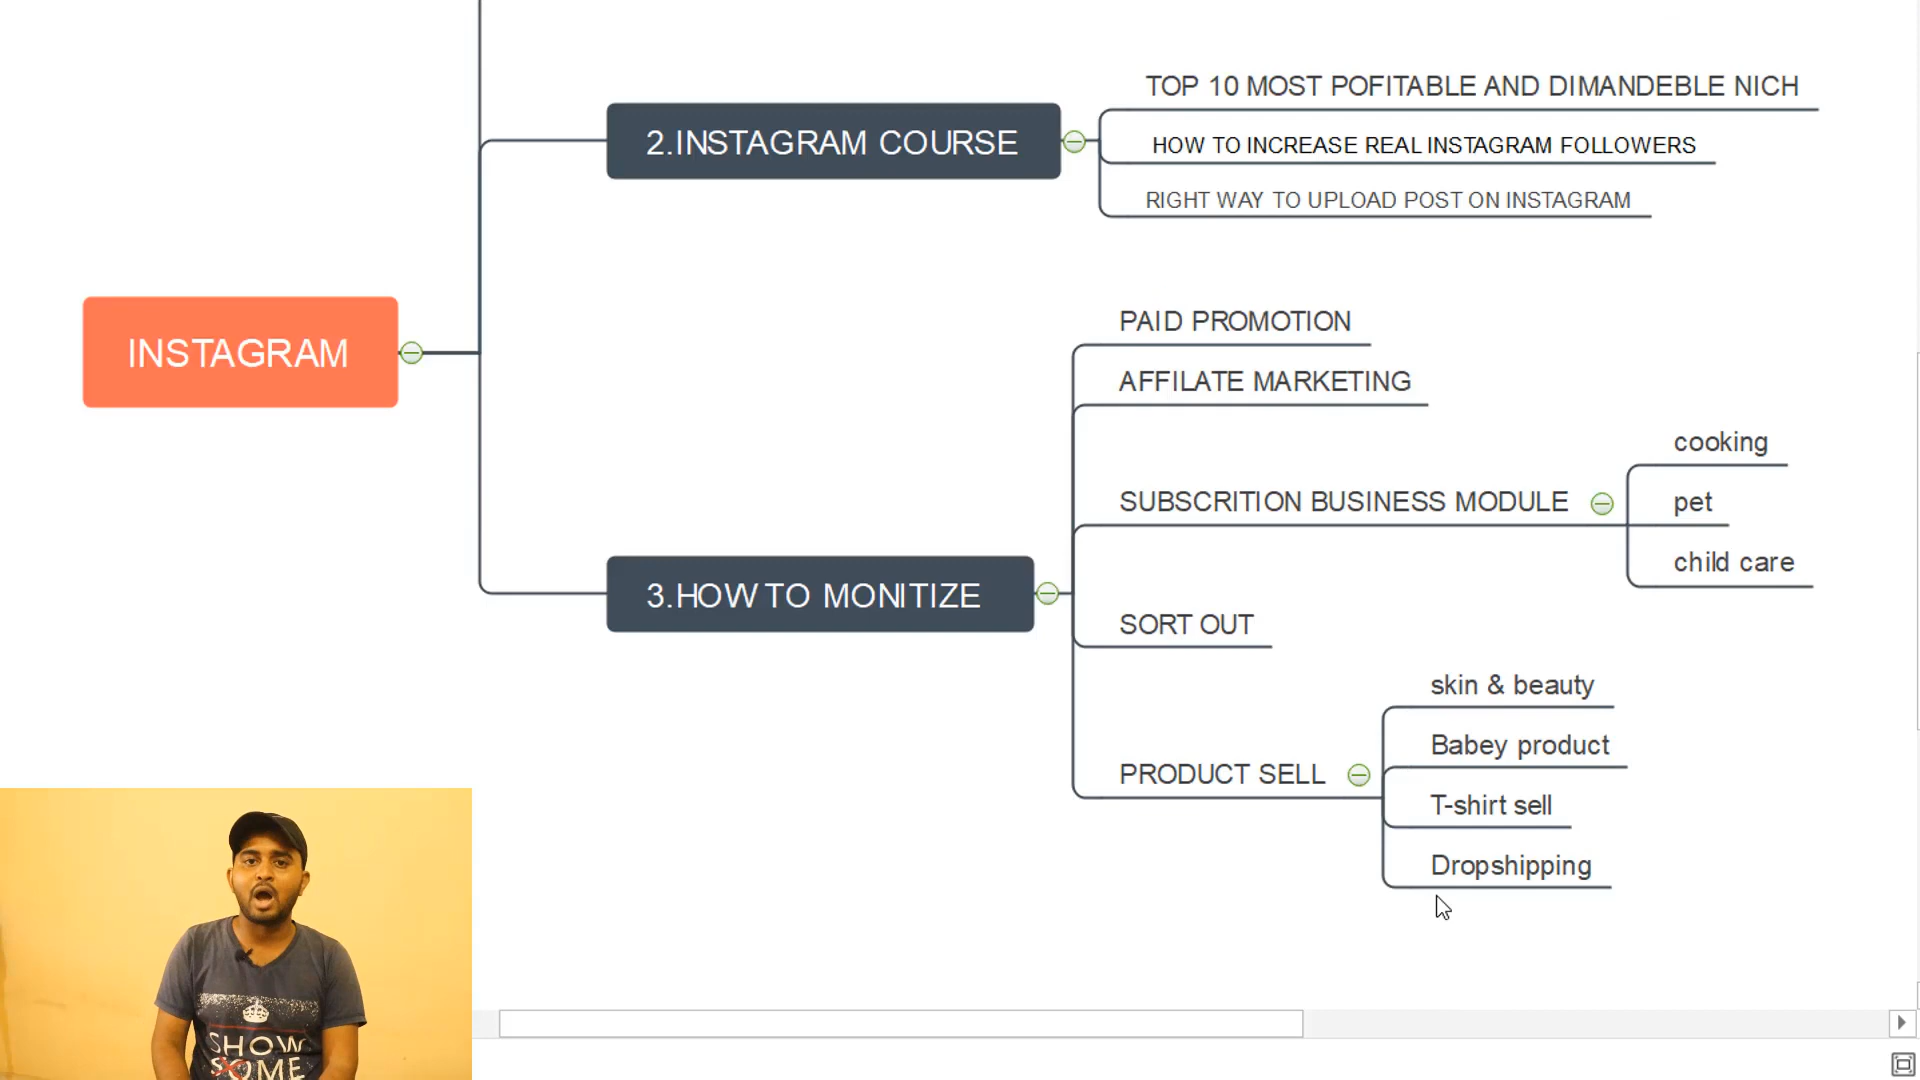 TOP 10 MOST POFITABLE AND DIMANDEBLE NICH
2.INSTAGRAM COURSE
HOW TO INCREASE REAL INSTAGRAM FOLLOWERS
RIGHT WAY TO UPLOAD POST ON INSTAGRAM
INSTAGRAM
PAID PROMOTION
AFFILATE MARKETING
cooking
SUBSCRITION BUSINESS MODULE
pet
child care
3.HOW TO MONITIZE
SORT OUT
skin & beauty
Babey product
PRODUCT SELL
T-shirt sell
Dropshipping
SHOW
SOME